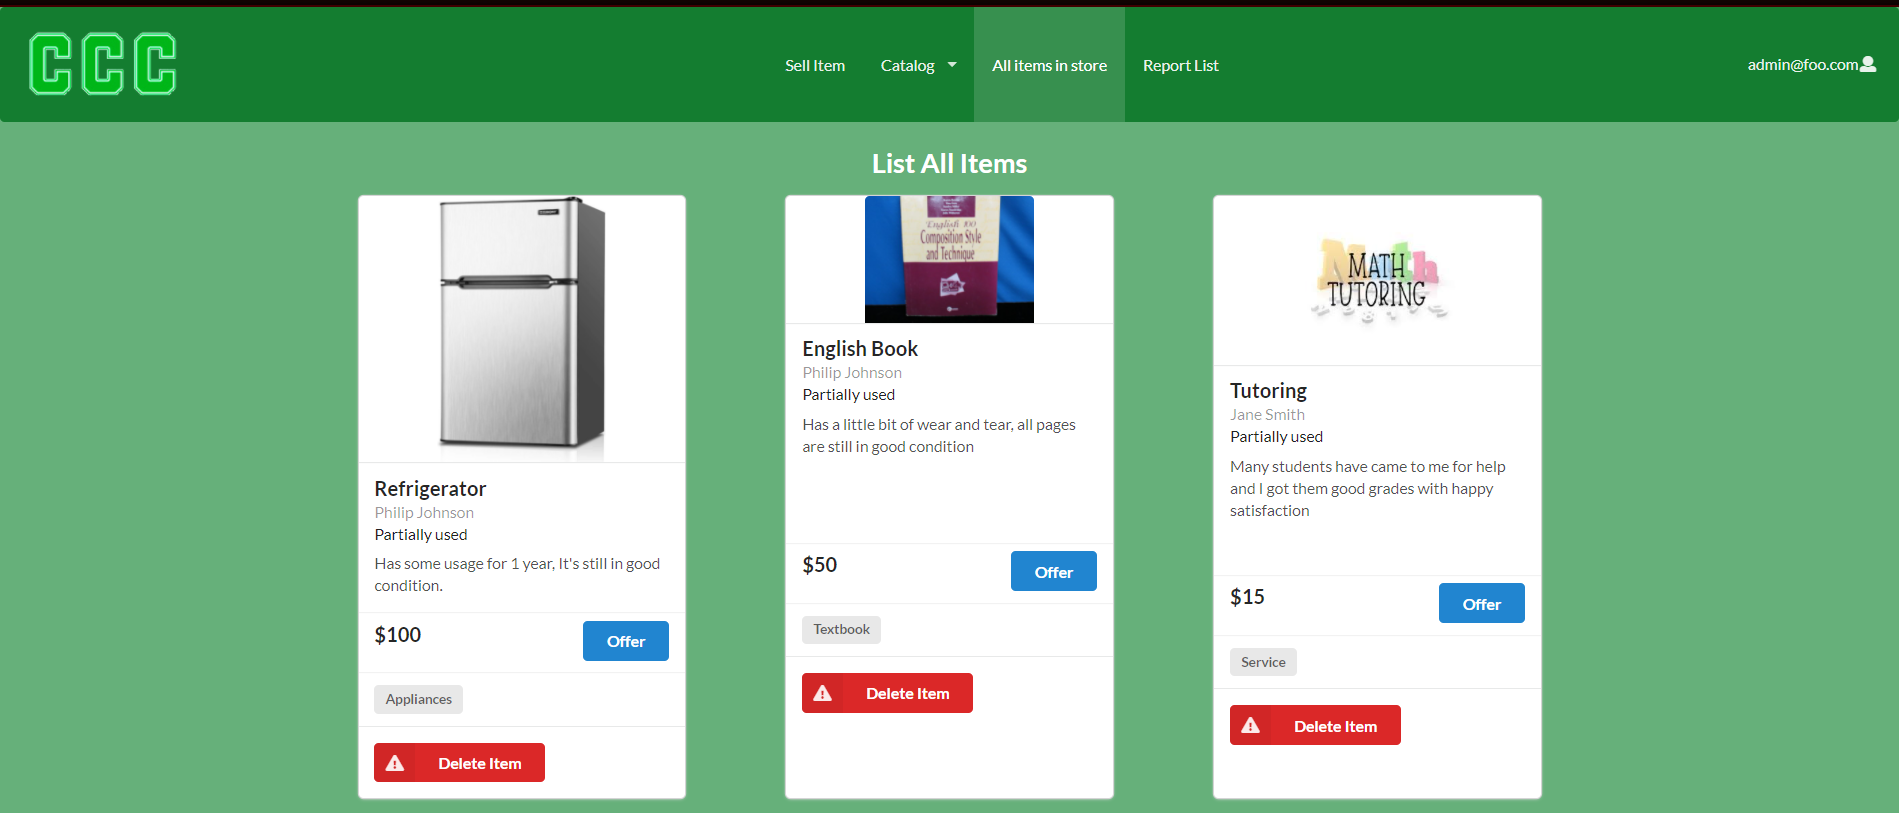 CCC
Sell Item
Catalog
All items in store
Report List
admin@foo.com
List All Items
Refrigerator
Philip Johnson
Partially used
Has some usage for 1 year, It's still in good
condition.
$100
Offer
Appliances
Delete Item
English 100
Composition Style
and Technique
English Book
Philip Johnson
Partially used
Has a little bit of wear and tear, all pages
are still in good condition
$50
Offer
Textbook
Delete Item
Math
MATH
TUTORING
Tutoring
Jane Smith
Partially used
Many students have came to me for help
and I got them good grades with happy
satisfaction
$15
Offer
Service
Delete Item